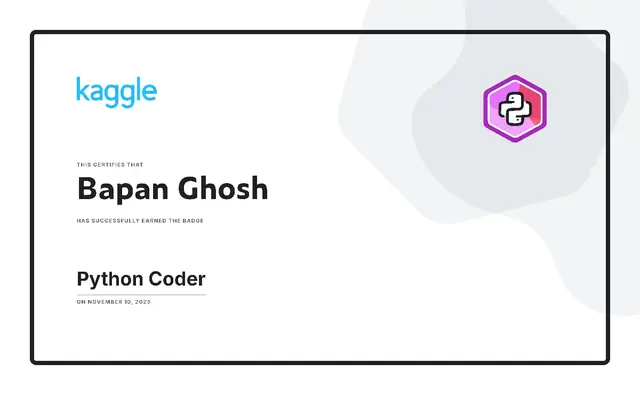 kaggle
THIS CERTIFIES THAT
Bapan Ghosh
HAS SUCCESSFULLY EARNED THE BADGE
Python Coder
ON NOVEMBER 10, 2025